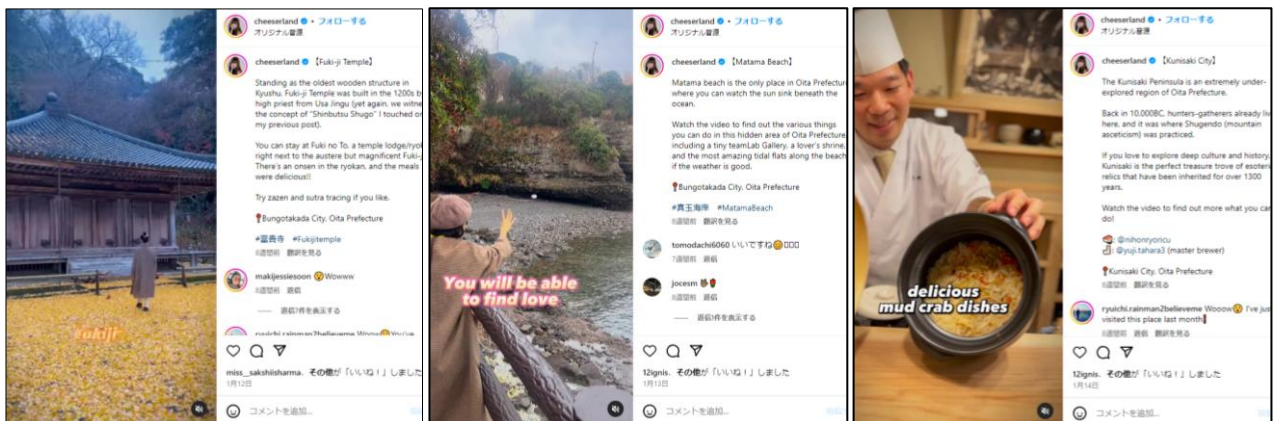 cheeserland • フォローする
オリジナル音源
cheeserland 【Fuki-ji Temple】
Standing as the oldest wooden structure in
Kyushu. Fuki-ji Temple was built in the 1200s b
high priest from Usa Jingu (yet again, we witne
the concept of "Shinbutsu Shugo" I touched on
my previous post).
You can stay at Fuki no To, a temple lodge/ryo
right next to the austere but magnificent Fuki-j
There's an onsen in the ryokan, and the meals
were delicious!!
Try zazen and sutra tracing if you like.
📍Bungotakada City, Oita Prefecture
#富貴寺 #Fukijitemple
8週間前 翻訳を見る
makijessiesoon 😮Wowww
8週間前 返信
返信7件を表示する
ryuichi.rainman2believeme Wooow😮You've
miss_sakshiisharma、その他が「いいね！」しました
1月12日
コメントを追加...
Fukiji
cheeserland • フォローする
オリジナル音源
cheeserland 【Matama Beach】
Matama beach is the only place in Oita Prefectur
where you can watch the sun sink beneath the
ocean.
Watch the video to find out the various things
you can do in this hidden area of Oita Prefecture,
including a tiny teamLab Gallery, a lover's shrine,
and the most amazing tidal flats along the beach
if the weather is good.
📍Bungotakada City, Oita Prefecture
#真玉海岸 #MatamaBeach
8週間前 翻訳を見る
tomodachi6060 いいですね
7週間前 返信
jocesm
8週間前 返信
返信1件を表示する
12ignis、その他が「いいね！」しました
1月13日
コメントを追加...
You will be able
to find love
cheeserland • フォローする
オリジナル音源
cheeserland 【Kunisaki City】
The Kunisaki Peninsula is an extremely under-
explored region of Oita Prefecture.
Back in 10,000BC, hunters-gatherers already liv
here, and it was where Shugendo (mountain
asceticism) was practiced.
If you love to explore deep culture and history,
Kunisaki is the perfect treasure trove of esoteri
relics that have been inherited for over 1300
years.
Watch the video to find out more what you can
do!
: @nihonryoricu
: @yuji.tahara3 (master brewer)
📍Kunisaki City, Oita Prefecture
8週間前 翻訳を見る
ryuichi.rainman2believeme Wooow😮 I've jus
visited this place last month
8週間前 返信
12ignis、その他が「いいね！」しました
1月14日
コメントを追加...
delicious
mud crab dishes